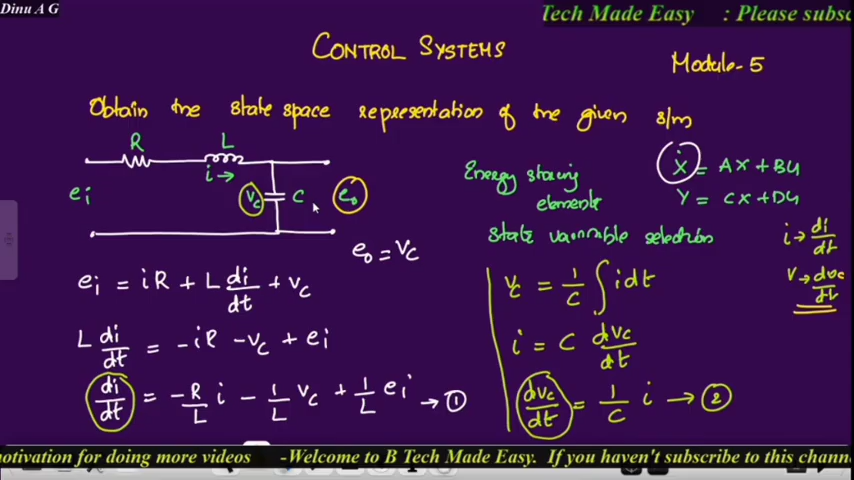 Dinu A G
Tech Made Easy : Please subsc
CONTROL SYSTEMS
Module-5
Obtain the state space representation of the given s/m
R
L
i →
ei
Vc
C
eo
eo = Vc
Energy storing
elements
Ẋ = AX + BU
Y = CX + DU
State variable selection
i → di/dt
V → dvc/dt
ei = iR + L di/dt + Vc
L di/dt = -iR - Vc + ei
di/dt = -R/L i - 1/L Vc + 1/L ei → ①
Vc = 1/C ∫ i dt
i = C dvc/dt
dvc/dt = 1/C i → ②
notivation for doing more videos -Welcome to B Tech Made Easy. If you haven't subscribe to this chann